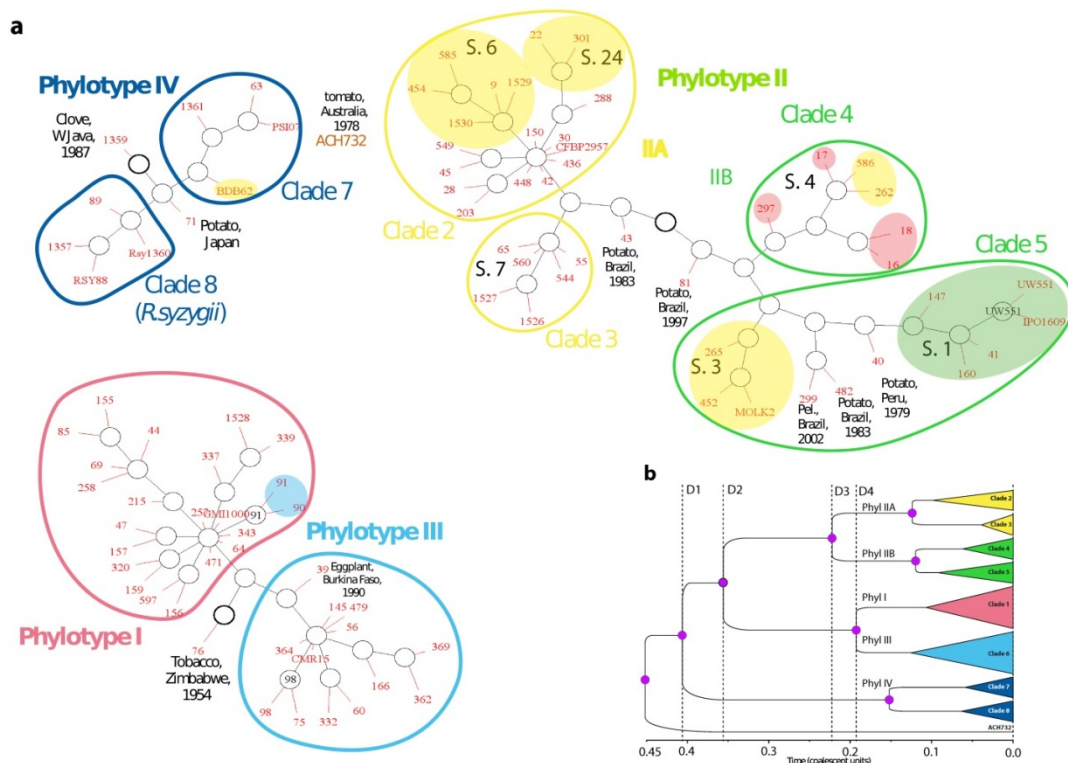 a
Phylotype IV
Clove,
W Java,
1987
1359
1361
63
PSI07
BDB62
Clade 7
71
Potato,
Japan
89
1357
Rsy1360
RSY88
Clade 8
(R.syzygii)
tomato,
Australia,
1978
ACH732
S. 6
585
454
9
1529
1530
22
301
S. 24
288
150
30
CFBP2957
436
549
45
28
203
448
42
Clade 2
IIA
Phylotype II
S. 7
65
560
55
544
1527
1526
Clade 3
43
Potato,
Brazil,
1983
81
Potato,
Brazil,
1997
IIB
Clade 4
17
586
S. 4
262
297
18
16
Clade 5
147
UW551
UW551
IPO1609
S. 1
41
160
265
S. 3
452
MOLK2
299
Pel.,
Brazil,
2002
482
Potato,
Brazil,
1983
40
Potato,
Peru,
1979
155
85
44
1528
339
69
258
337
215
91
90
GMI1000
91
47
343
157
64
320
471
159
597
156
Phylotype I
76
Tobacco,
Zimbabwe,
1954
Phylotype III
39
Eggplant,
Burkina Faso,
1990
145
479
56
364
CMR15
369
98
166
362
98
75
332
60
b
D1
D2
D3
D4
Phyl IIA
Clade 2
Clade 3
Phyl IIB
Clade 4
Clade 5
Phyl I
Clade 1
Phyl III
Clade 6
Phyl IV
Clade 7
Clade 8
ACH732
0.45
0.4
0.3
0.2
0.1
0.0
Time (coalescent units)